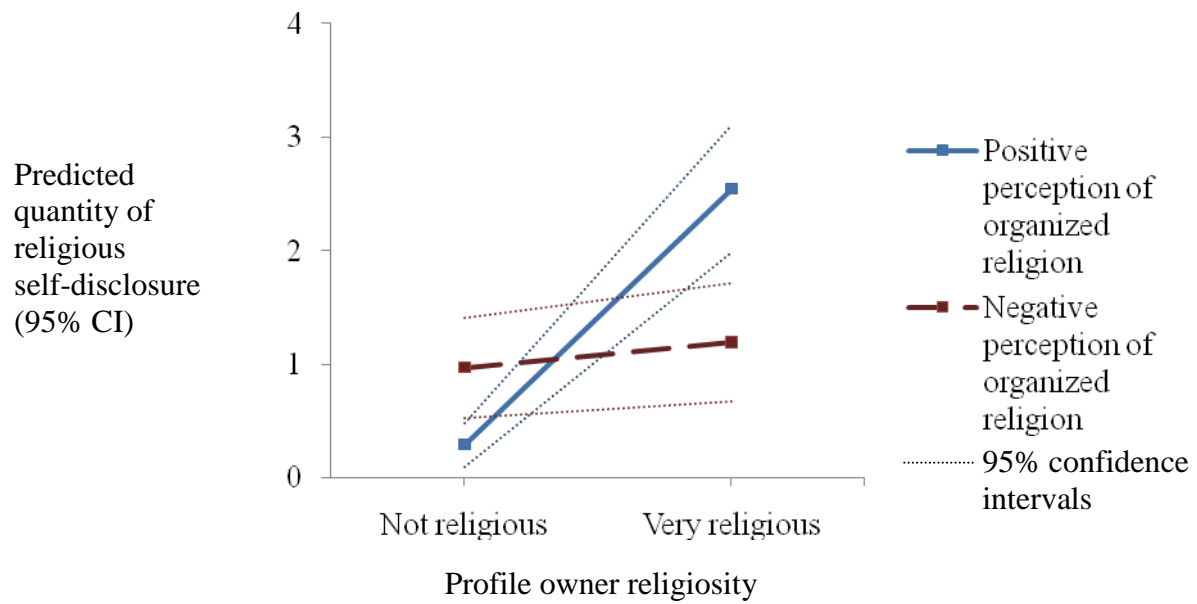 4
3
2
1
0
Predicted
quantity of
religious
self-disclosure
(95% CI)
Not religious
Very religious
Profile owner religiosity
Positive
perception of
organized
religion
Negative
perception of
organized
religion
95% confidence
intervals